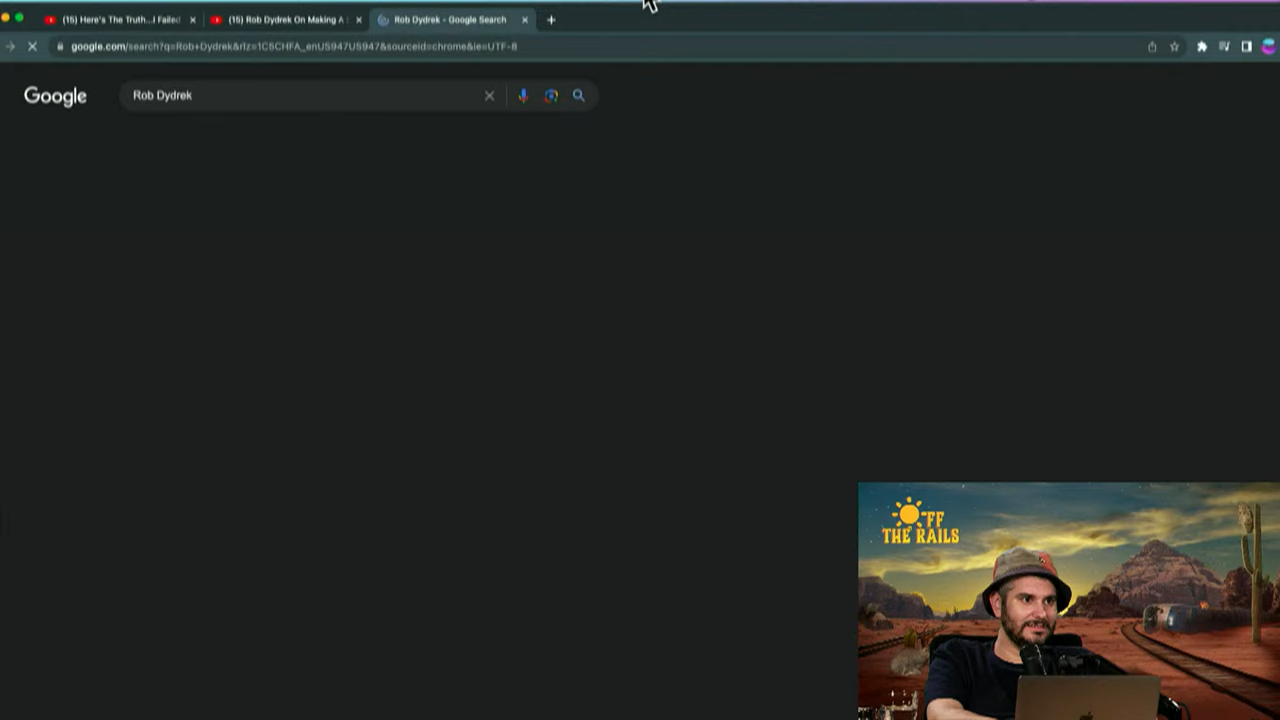 (15) Here's The Truth...I Failed
(15) Rob Dydrek On Making A
Rob Dydrek - Google Search
google.com/search?q=Rob+Dydrek&rlz=1C5CHFA_enUS947US947&sourceid=chrome&ie=UTF-8
Google
Rob Dydrek
OFF
THE RAILS